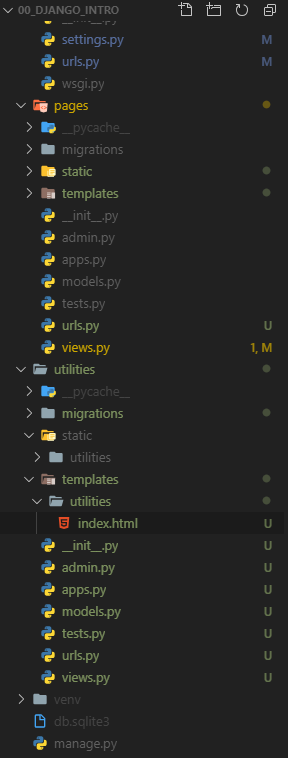 00_DJANGO_INTRO
__init__.py
settings.py M
urls.py M
wsgi.py
pages
__pycache__
migrations
static
templates
__init__.py
admin.py
apps.py
models.py
tests.py
urls.py U
views.py 1, M
utilities
__pycache__
migrations
static
utilities
templates
utilities
index.html U
__init__.py U
admin.py U
apps.py U
models.py U
tests.py U
urls.py U
views.py U
venv
db.sqlite3
manage.py